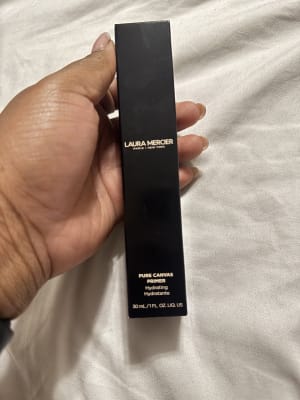 LAURA MERCIER
PARIS | NEW YORK
PURE CANVAS
PRIMER
Hydrating
Hydratante
30 mL/1 FL. OZ. LIQ. US